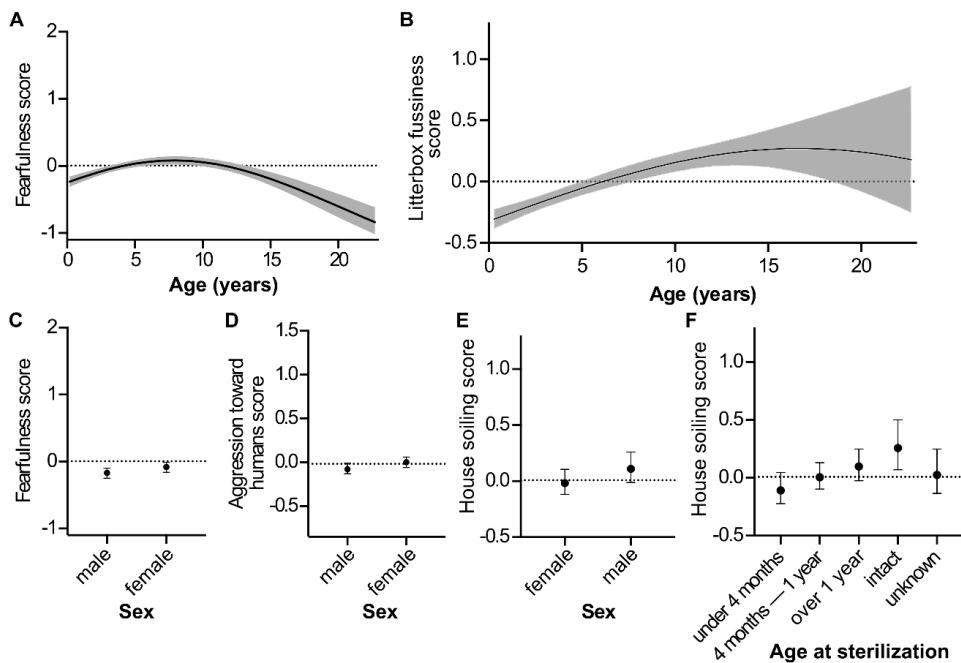 A
Fearfulness score
2
1
0
-1
0
5
10
15
20
Age (years)
B
Litterbox fussiness
score
1.0
0.5
0.0
-0.5
0
5
10
15
20
Age (years)
C
Fearfulness score
2
1
0
-1
male
female
Sex
D
Aggression toward
humans score
1.5
1.0
0.5
0.0
-0.5
male
female
Sex
E
House soiling score
1.0
0.5
0.0
-0.5
female
male
Sex
F
House soiling score
1.0
0.5
0.0
-0.5
under 4 months
4 months — 1 year
over 1 year
intact
unknown
Age at sterilization